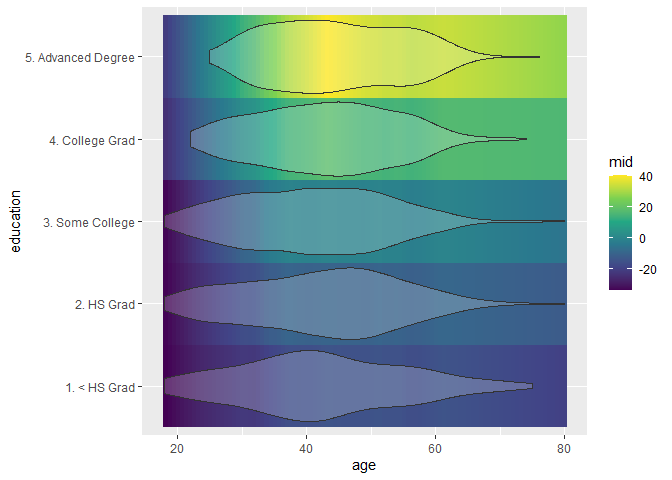 5. Advanced Degree
4. College Grad
3. Some College
2. HS Grad
1. < HS Grad
education
20
40
60
80
age
mid
40
20
0
-20